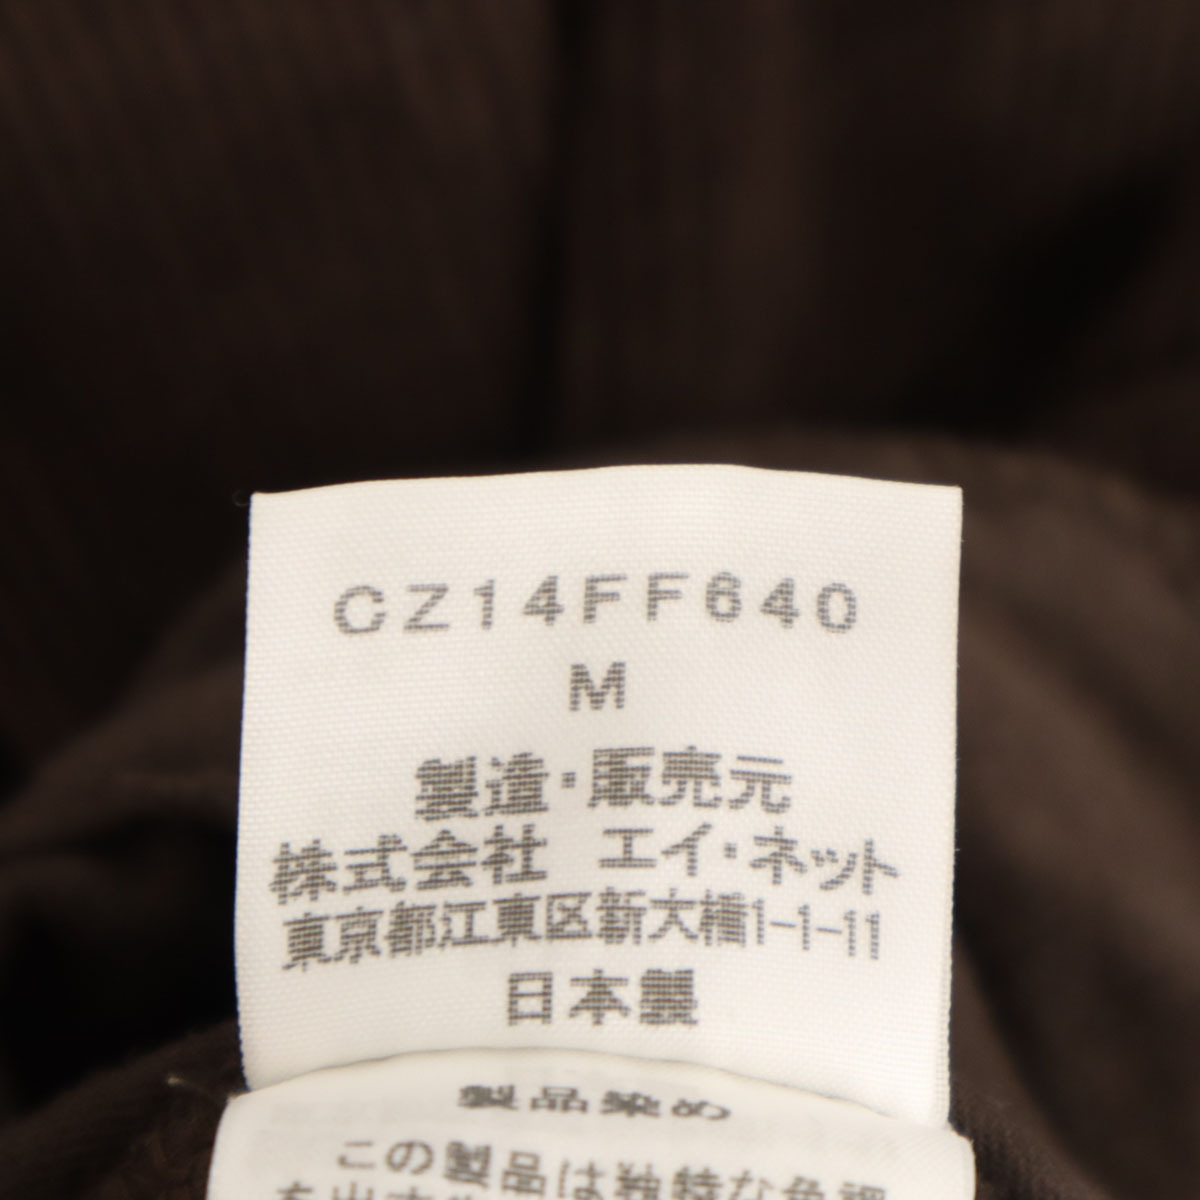 CZ14FF640
M
製造・販売元
株式会社 エイ・ネット
東京都江東区新大橋1-1-11
日本製
製品染め
この製品は独特な色調